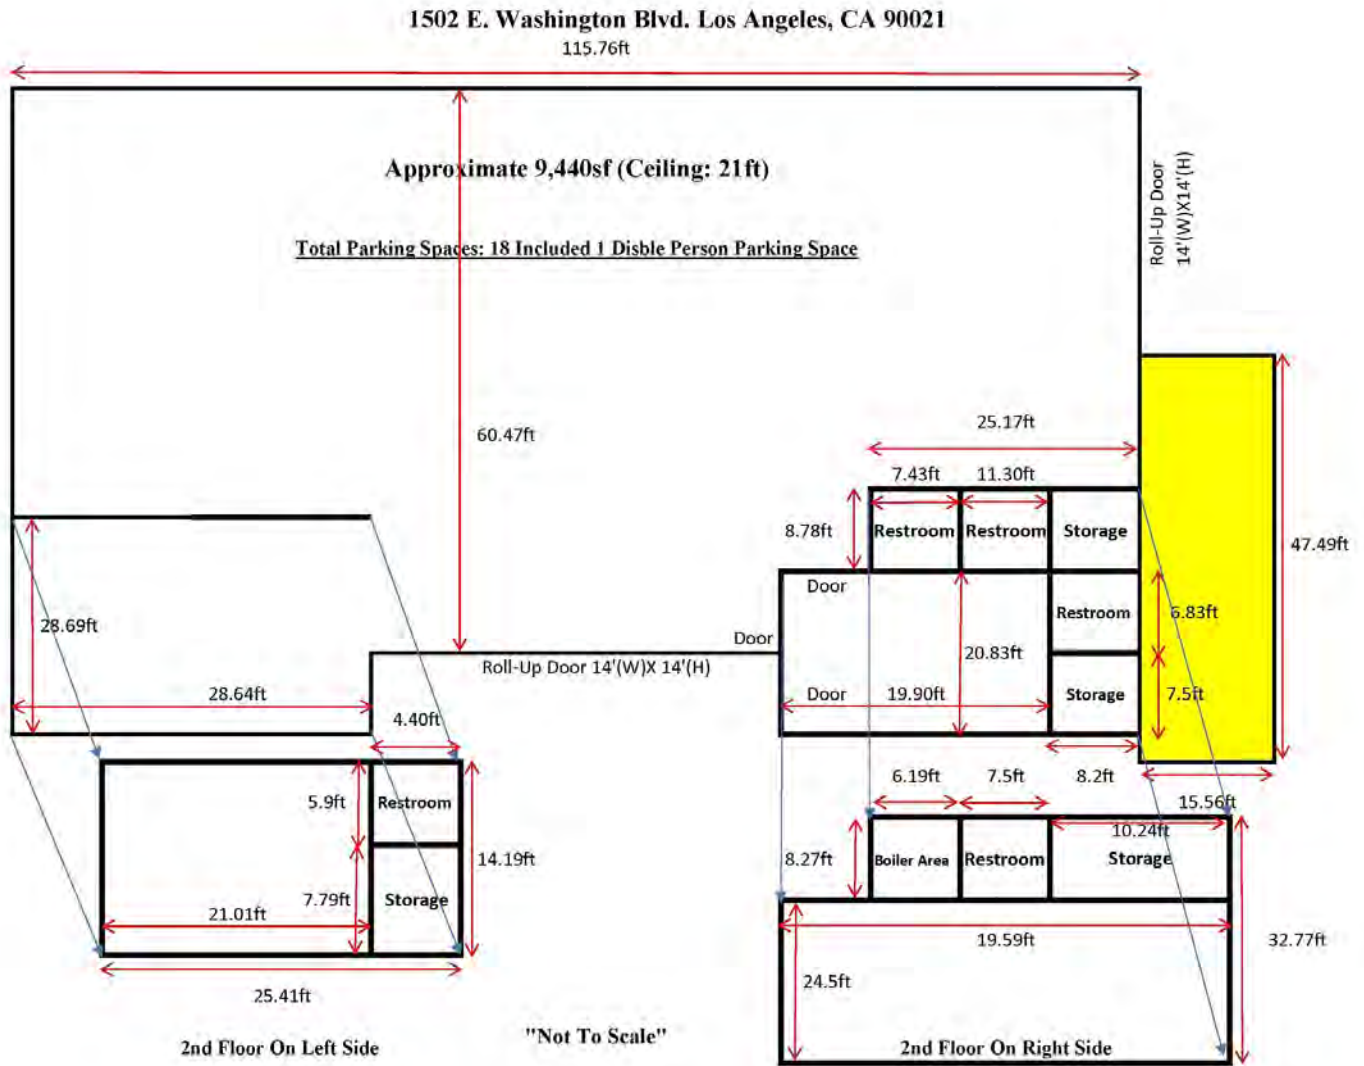 1502 E. Washington Blvd. Los Angeles, CA 90021
115.76ft
Approximate 9,440sf (Ceiling: 21ft)
Roll-Up Door
14'(W)X14'(H)
Total Parking Spaces: 18 Included 1 Disble Person Parking Space
60.47ft
25.17ft
7.43ft
11.30ft
8.78ft
Restroom
Restroom
Storage
47.49ft
Door
Restroom
6.83ft
28.69ft
Door
20.83ft
Roll-Up Door 14'(W)X 14'(H)
28.64ft
Door
19.90ft
Storage
7.5ft
4.40ft
6.19ft
7.5ft
8.2ft
15.56ft
5.9ft
Restroom
10.24ft
14.19ft
8.27ft
Boiler Area
Restroom
Storage
7.79ft
Storage
21.01ft
19.59ft
32.77ft
24.5ft
25.41ft
"Not To Scale"
2nd Floor On Left Side
2nd Floor On Right Side